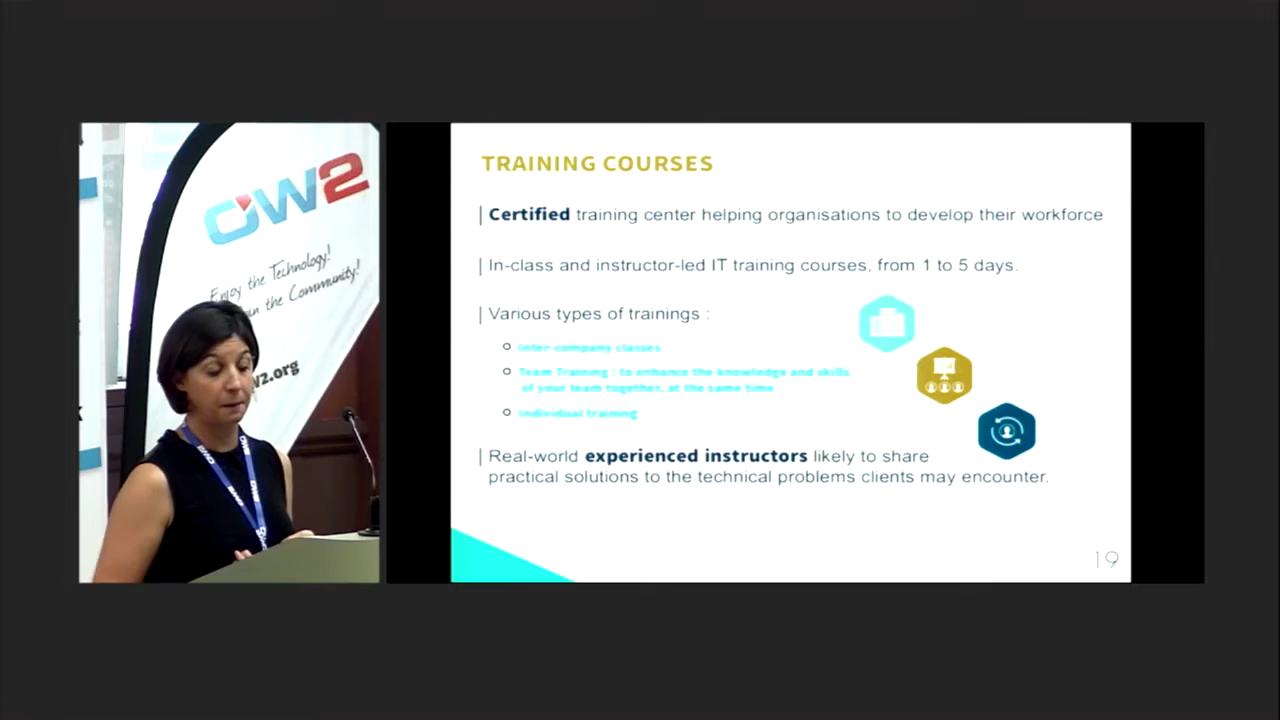 OW2
Enjoy the Technology!
the Community!
w2.org
TRAINING COURSES
Certified training center helping organisations to develop their workforce
In-class and instructor-led IT training courses, from 1 to 5 days.
Various types of trainings :
Inter-company classes
Team Training : to enhance the knowledge and skills
of your team together, at the same time
Individual training
Real-world experienced instructors likely to share
practical solutions to the technical problems clients may encounter.
19